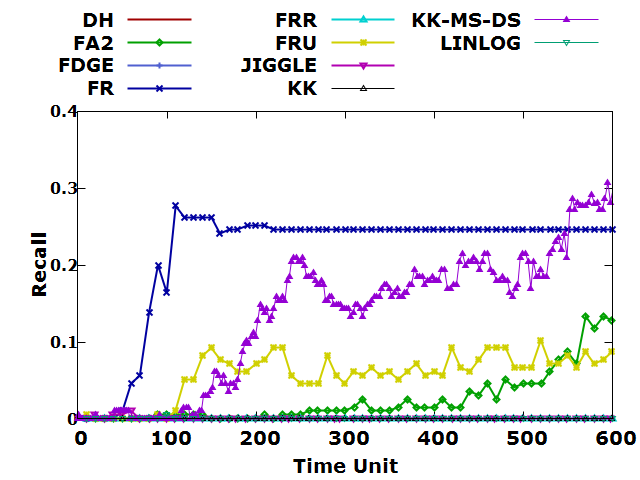 DH FRR KK-MS-DS
FA2 FRU LINLOG
FDGE JIGGLE
FR KK
0.4
0.3
0.2
0.1
0
Recall
0 100 200 300 400 500 600
Time Unit